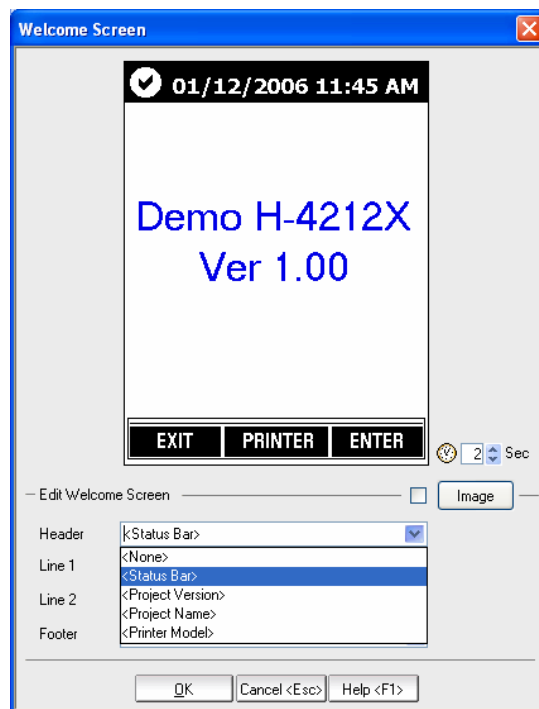 Welcome Screen
01/12/2006 11:45 AM
Demo H-4212X
Ver 1.00
EXIT PRINTER ENTER
2 Sec
Edit Welcome Screen Image
Header <Status Bar>
<None>
Line 1
<Status Bar>
Line 2 <Project Version>
<Project Name>
Footer <Printer Model>
OK Cancel <Esc> Help <F1>